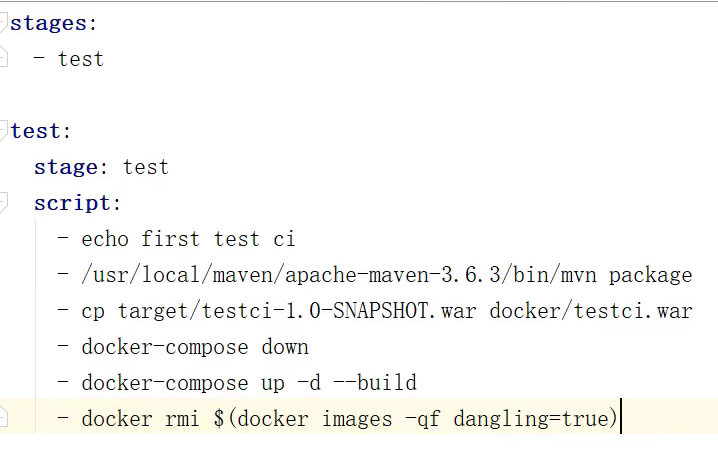 stages:
- test
test:
stage: test
script:
- echo first test ci
- /usr/local/maven/apache-maven-3.6.3/bin/mvn package
- cp target/testci-1.0-SNAPSHOT.war docker/testci.war
- docker-compose down
- docker-compose up -d --build
- docker rmi $(docker images -qf dangling=true)